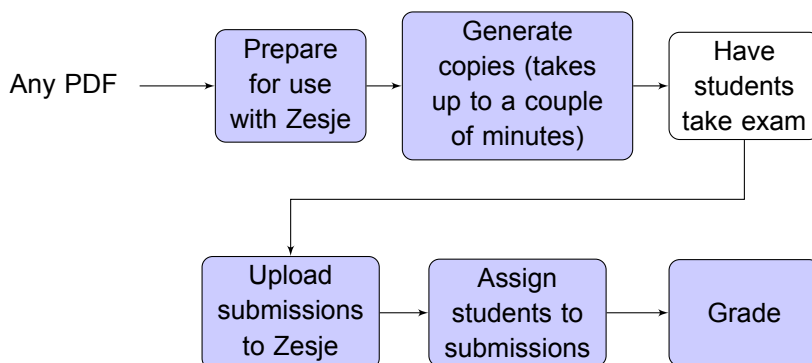 Any PDF
Prepare
for use
with Zesje
Generate
copies (takes
up to a couple
of minutes)
Have
students
take exam
Upload
submissions
to Zesje
Assign
students to
submissions
Grade